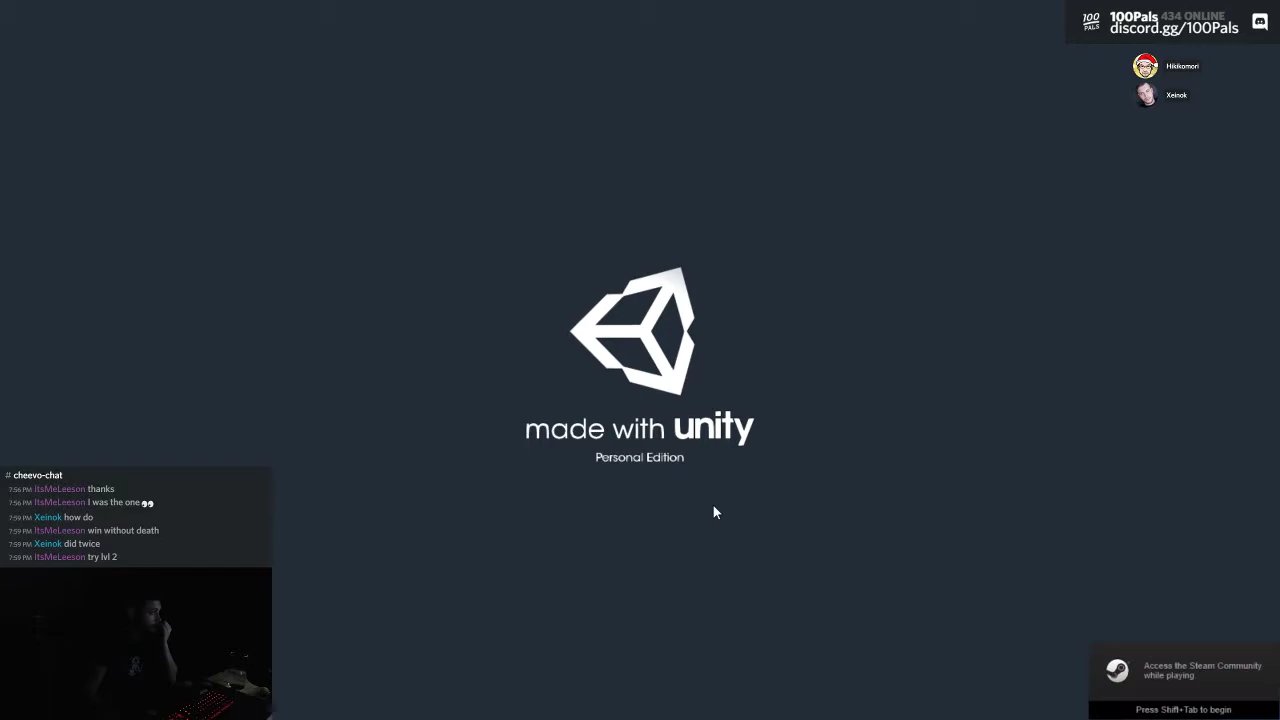 100 PALS
100Pals 434 ONLINE
discord.gg/100Pals
Hikikomori
Xeinok
made with unity
Personal Edition
# cheevo-chat
7:56 PM ItsMeLeeson thanks
7:56 PM ItsMeLeeson I was the one
7:59 PM Xeinok how do
7:59 PM ItsMeLeeson win without death
7:59 PM Xeinok did twice
7:59 PM ItsMeLeeson try lvl 2
Access the Steam Community
while playing
Press Shift+Tab to begin